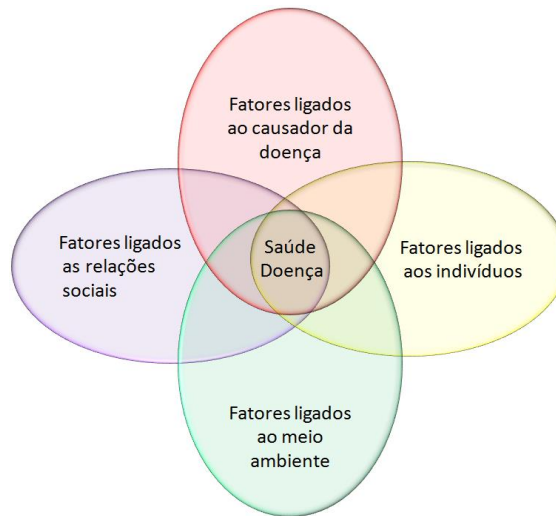 Fatores ligados
ao causador da
doença
Fatores ligados
as relações
sociais
Saúde
Doença
Fatores ligados
aos indivíduos
Fatores ligados
ao meio
ambiente